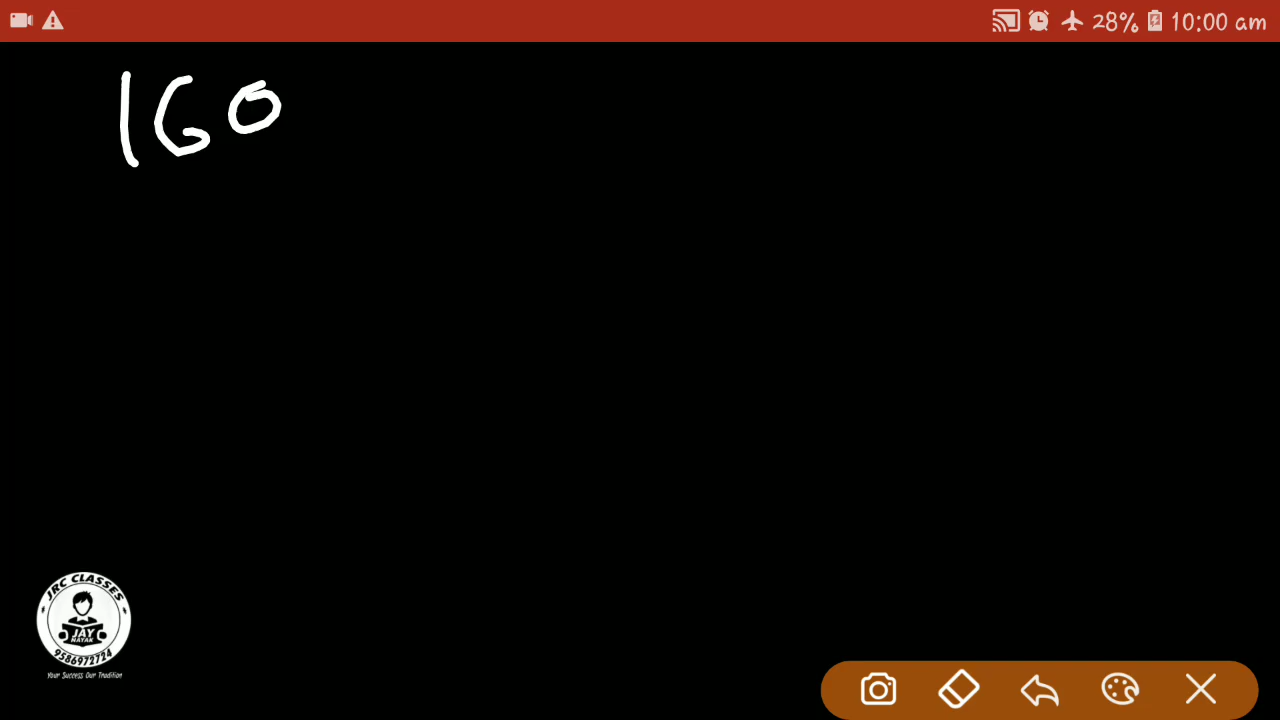 28% 10:00 am
160
JRC CLASSES
JAY
NAYAK
9586972724
Your Success Our Tradition